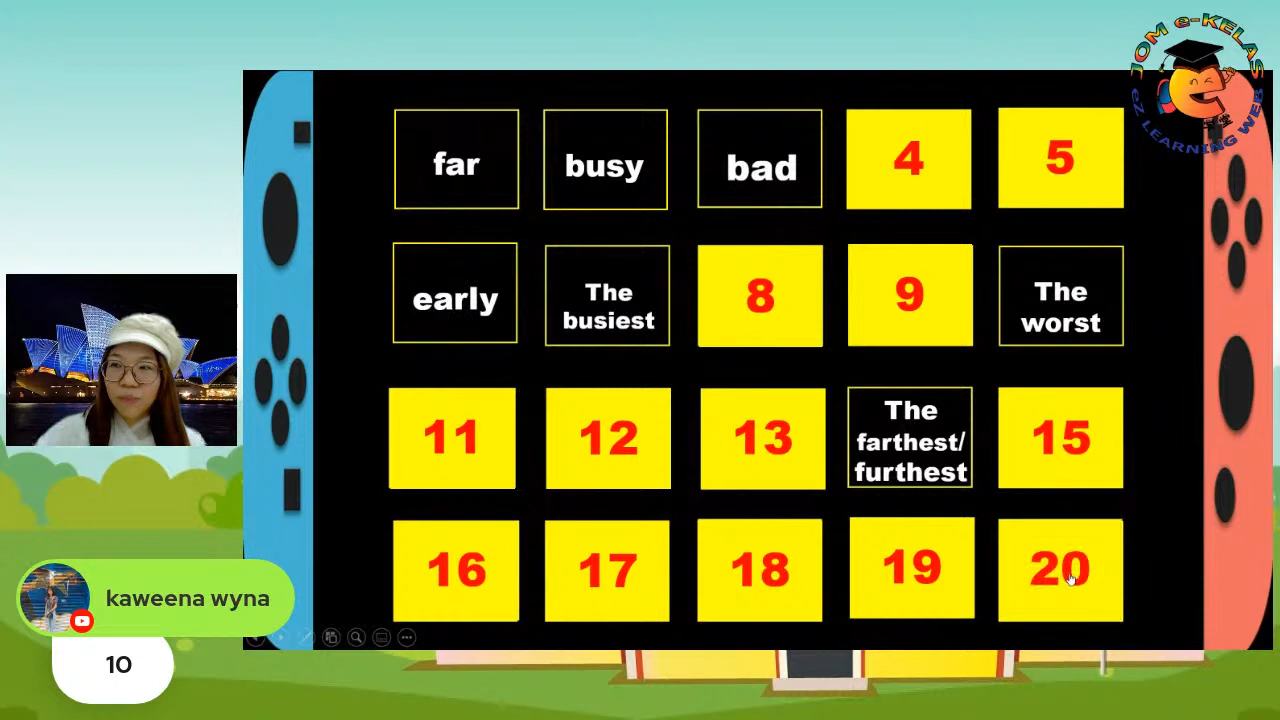 JOM e-KELAS
EZ LEARNING WEB
far
busy
bad
4
5
early
The
busiest
8
9
The
worst
11
12
13
The
farthest/
furthest
15
16
17
18
19
20
kaweena wyna
10